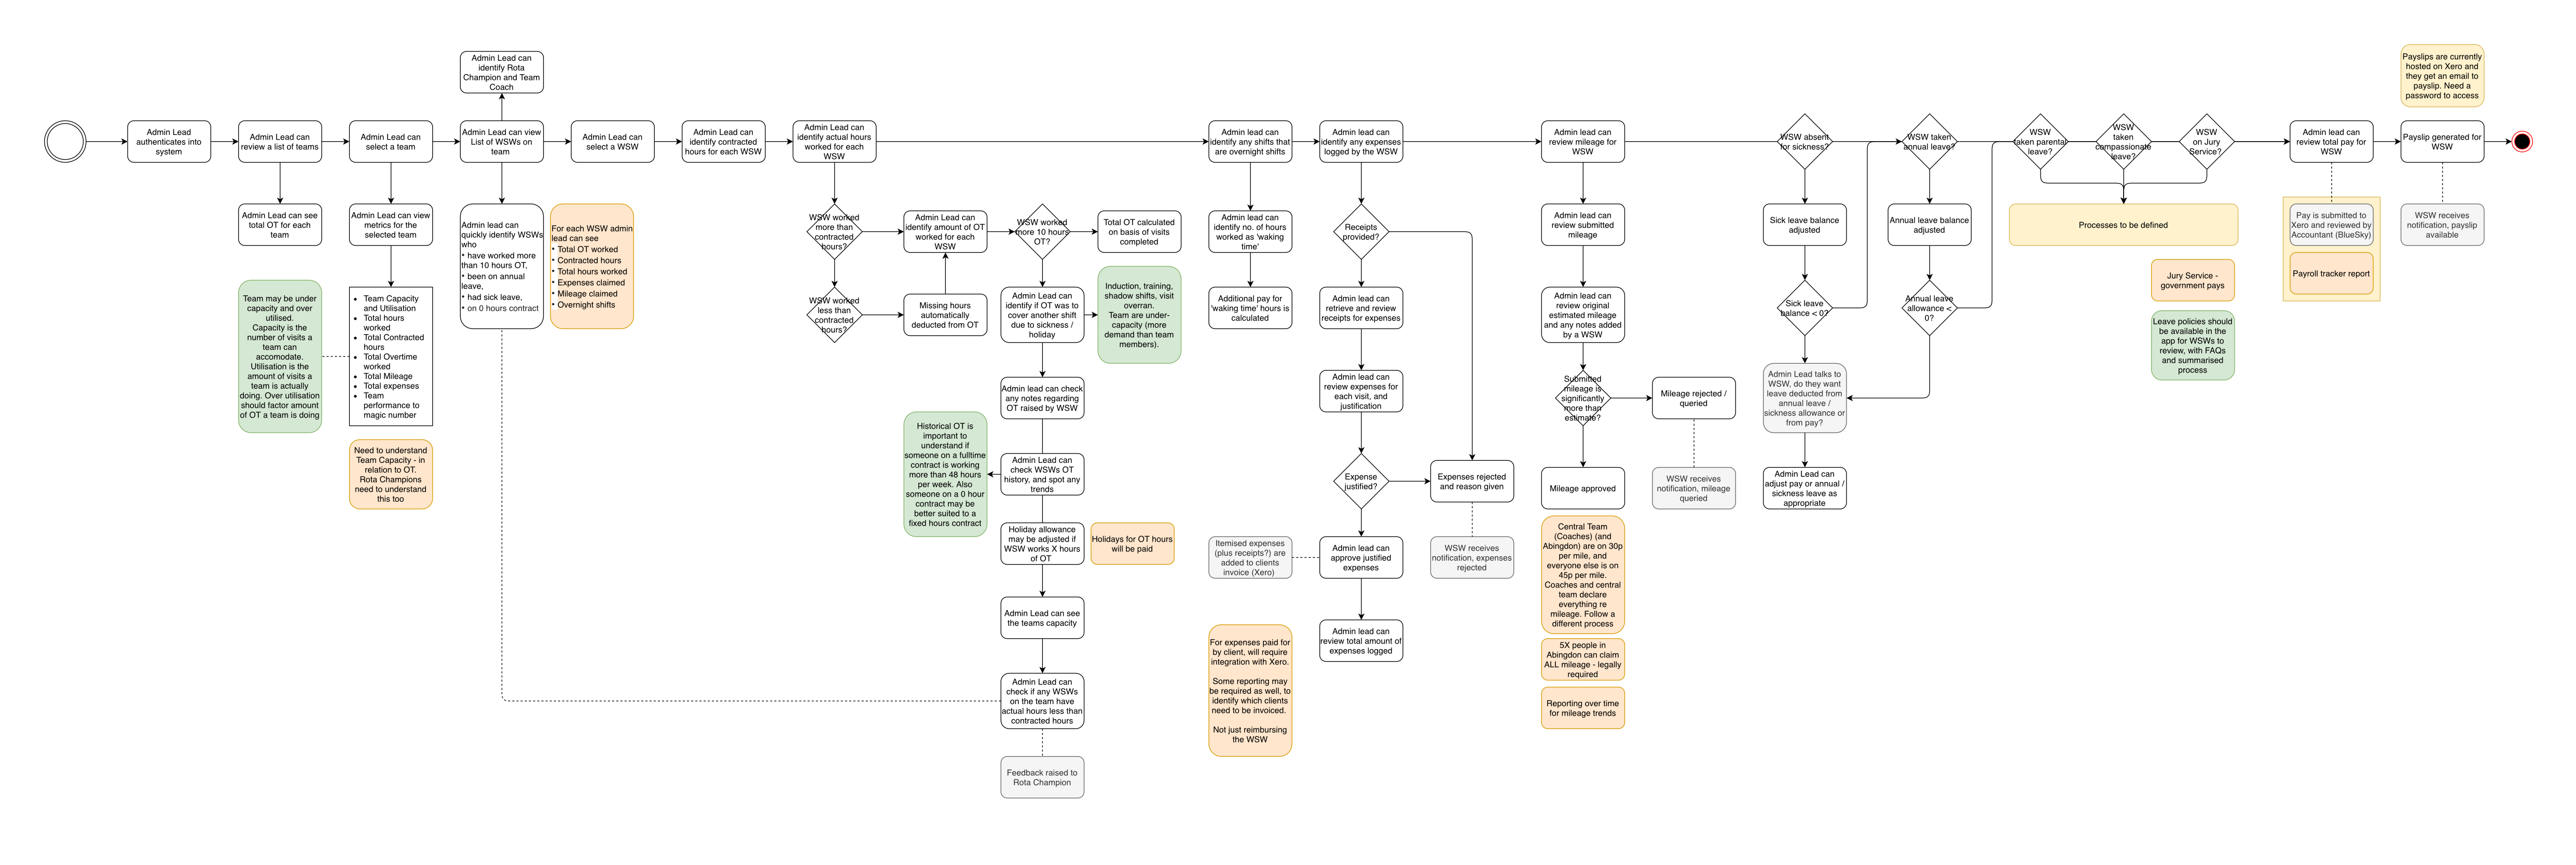 Admin Lead
authenticates into
system
Admin Lead can
review a list of teams
Admin Lead can see
total OT for each
team
Team may be under
capacity and over
utilised.
Capacity is the
number of visits a
team can
accomodate.
Utilisation is the
amount of visits a
team is actually
doing. Over utilisation
should factor amount
of OT a team is doing
Admin Lead can
select a team
Admin Lead can view
metrics for the
selected team
• Team Capacity
and Utilisation
• Total hours
worked
• Total Contracted
hours
• Total Overtime
worked
• Total Mileage
• Total expenses
• Team
performance to
magic number
Need to understand
Team Capacity - in
relation to OT.
Rota Champions
need to understand
this too
Admin Lead can
identify Rota
Champion and Team
Coach
Admin Lead can view
List of WSWs on
team
Admin lead can
quickly identify WSWs
who
• have worked more
than 10 hours OT,
• been on annual
leave,
• had sick leave,
• on 0 hours contract
For each WSW admin
lead can see
• Total OT worked
• Contracted hours
• Total hours worked
• Expenses claimed
• Mileage claimed
• Overnight shifts
Admin Lead can
select a WSW
Admin Lead can
identify contracted
hours for each WSW
Admin Lead can
identify actual hours
worked for each
WSW
WSW worked
more than
contracted
hours?
WSW worked
less than
contracted
hours?
Admin Lead can
identify amount of OT
worked for each
WSW
Missing hours
automatically
deducted from OT
WSW worked
more 10 hours
OT?
Total OT calculated
on basis of visits
completed
Admin Lead can
identify if OT was to
cover another shift
due to sickness /
holiday
Induction, training,
shadow shifts, visit
overran.
Team are under-
capacity (more
demand than team
members).
Admin lead can check
any notes regarding
OT raised by WSW
Historical OT is
important to
understand if
someone on a fulltime
contract is working
more than 48 hours
per week. Also
someone on a 0 hour
contract may be
better suited to a
fixed hours contract
Admin Lead can
check WSWs OT
history, and spot any
trends
Holiday allowance
may be adjusted if
WSW works X hours
of OT
Holidays for OT hours
will be paid
Admin Lead can see
the teams capacity
Admin Lead can
check if any WSWs
on the team have
actual hours less than
contracted hours
Feedback raised to
Rota Champion
Admin lead can
identify any shifts that
are overnight shifts
Admin lead can
identify no. of hours
worked as 'waking
time'
Additional pay for
'waking time' hours is
calculated
Admin lead can
identify any expenses
logged by the WSW
Receipts
provided?
Admin lead can
retrieve and review
receipts for expenses
Admin lead can
review expenses for
each visit, and
justification
Expense
justified?
Expenses rejected
and reason given
WSW receives
notification, expenses
rejected
Itemised expenses
(plus receipts?) are
added to clients
invoice (Xero)
Admin lead can
approve justified
expenses
For expenses paid for
by client, will require
integration with Xero.
Some reporting may
be required as well, to
identify which clients
need to be invoiced.
Not just reimbursing
the WSW
Admin lead can
review total amount of
expenses logged
Admin lead can
review mileage for
WSW
Admin lead can
review submitted
mileage
Admin lead can
review original
estimated mileage
and any notes added
by a WSW
Submitted
mileage is
significantly
more than
estimate?
Mileage rejected /
queried
WSW receives
notification, mileage
queried
Mileage approved
Central Team
(Coaches) (and
Abingdon) are on 30p
per mile, and
everyone else is on
45p per mile.
Coaches and central
team declare
everything re
mileage. Follow a
different process
5X people in
Abingdon can claim
ALL mileage - legally
required
Reporting over time
for mileage trends
WSW absent
for sickness?
Sick leave balance
adjusted
Sick leave
balance < 0?
Admin Lead talks to
WSW, do they want
leave deducted from
annual leave /
sickness allowance or
from pay?
Admin Lead can
adjust pay or annual /
sickness leave as
appropriate
WSW taken
annual leave?
Annual leave balance
adjusted
Annual leave
allowance <
0?
WSW
taken parental
leave?
WSW
taken
compassionate
leave?
WSW
on Jury
Service?
Processes to be defined
Jury Service -
government pays
Leave policies should
be available in the
app for WSWs to
review, with FAQs
and summarised
process
Admin lead can
review total pay for
WSW
Pay is submitted to
Xero and reviewed by
Accountant (BlueSky)
Payroll tracker report
Payslips are currently
hosted on Xero and
they get an email to
payslip. Need a
password to access
Payslip generated for
WSW
WSW receives
notification, payslip
available